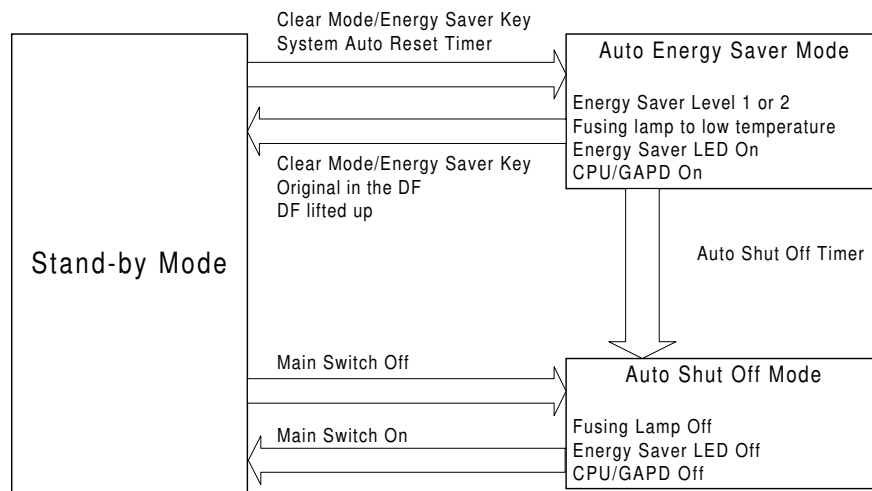 Clear Mode/Energy Saver Key
System Auto Reset Timer
Auto Energy Saver Mode
Energy Saver Level 1 or 2
Fusing lamp to low temperature
Energy Saver LED On
CPU/GAPD On
Clear Mode/Energy Saver Key
Original in the DF
DF lifted up
Stand-by Mode
Auto Shut Off Timer
Main Switch Off
Auto Shut Off Mode
Fusing Lamp Off
Energy Saver LED Off
CPU/GAPD Off
Main Switch On